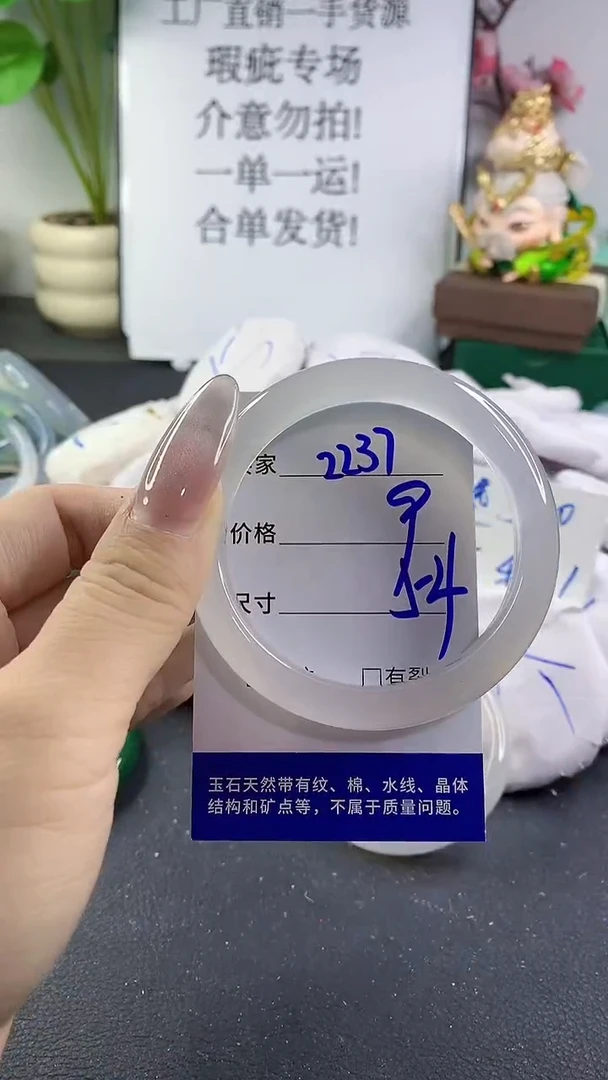 工厂直销一手货源
瑕疵专场
介意勿拍!
一单一运!
合单发货!
家 2237
价格
尺寸 54
□有裂
玉石天然带有纹、棉、水线、晶体
结构和矿点等，不属于质量问题。